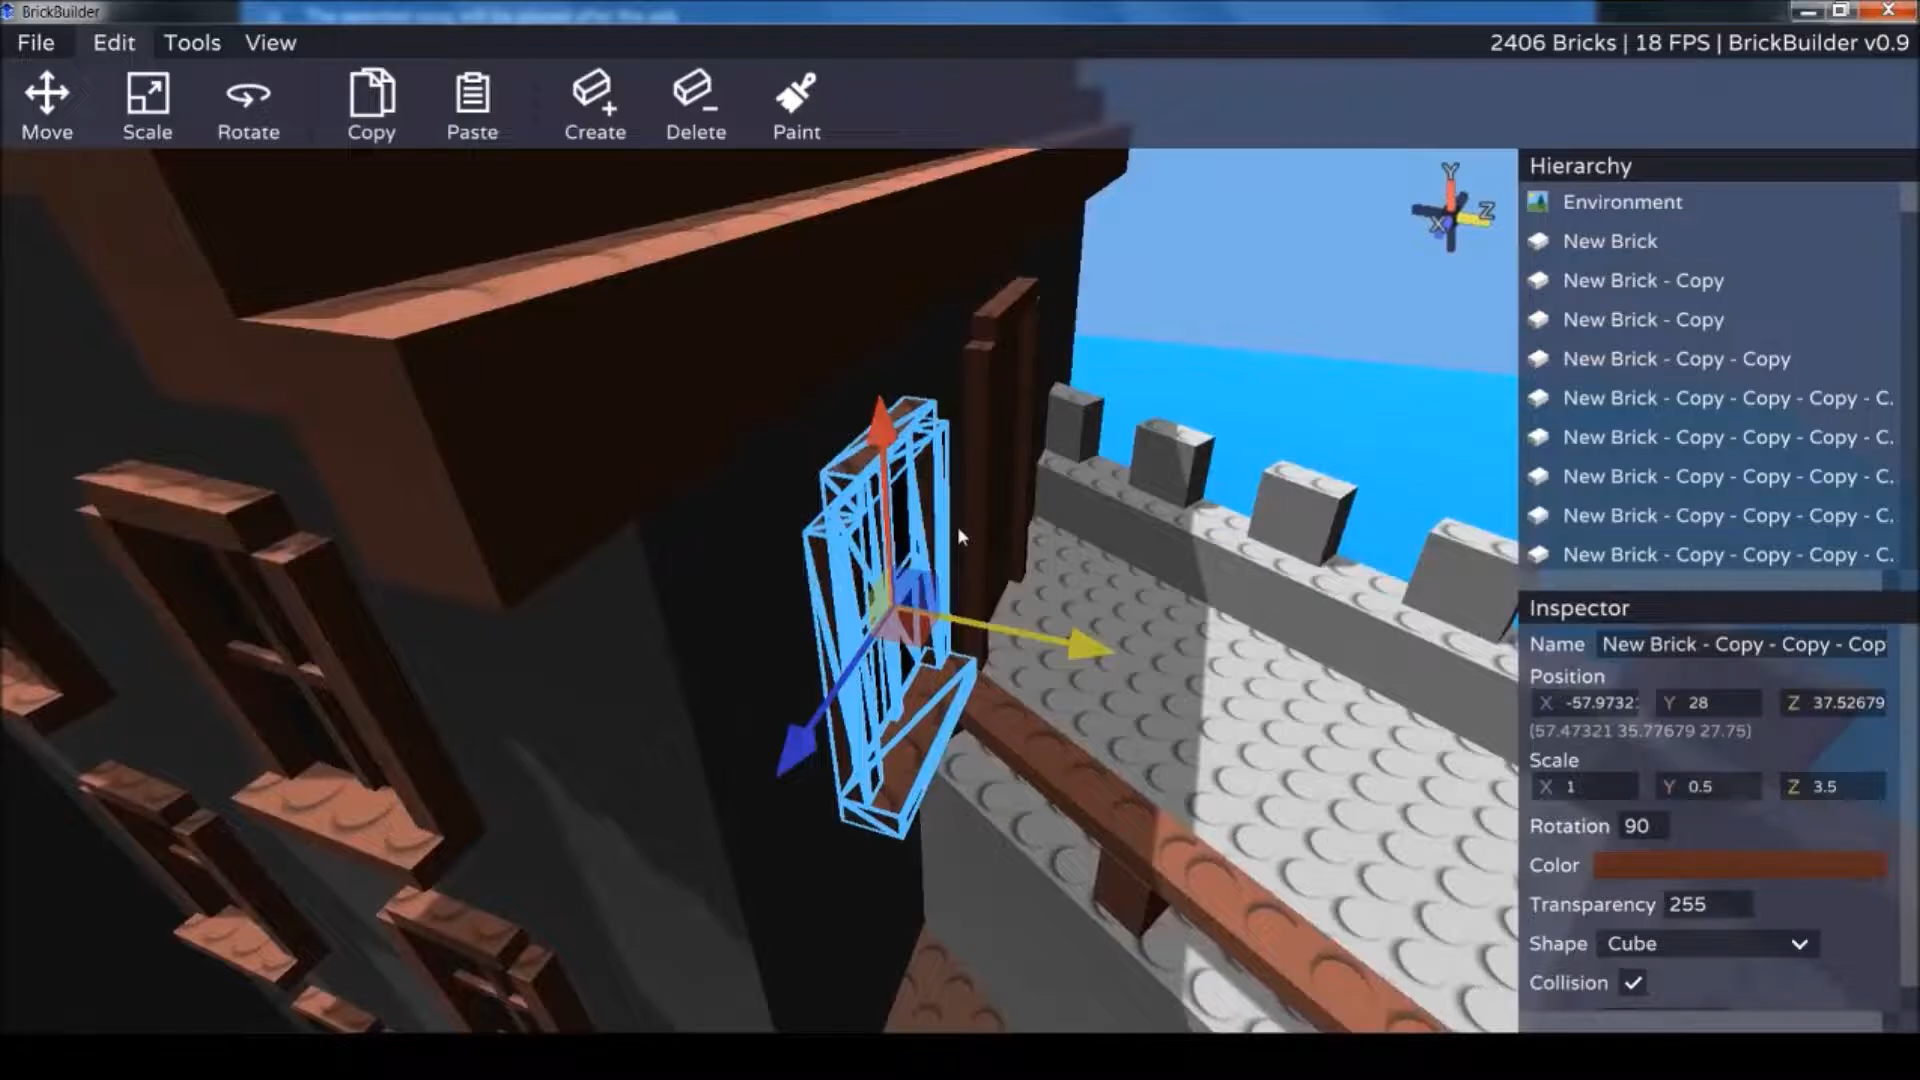 BrickBuilder
File Edit Tools View
2406 Bricks | 18 FPS | BrickBuilder v0.9
Move Scale Rotate Copy Paste Create Delete Paint
Y
Z
X
Hierarchy
Environment
New Brick
New Brick - Copy
New Brick - Copy
New Brick - Copy - Copy
New Brick - Copy - Copy - Copy - C.
New Brick - Copy - Copy - Copy - C.
New Brick - Copy - Copy - Copy - C.
New Brick - Copy - Copy - Copy - C.
New Brick - Copy - Copy - Copy - C.
Inspector
Name New Brick - Copy - Copy - Cop
Position
X -57.9732 Y 28 Z 37.52679
(57.47321 35.77679 27.75)
Scale
X 1 Y 0.5 Z 3.5
Rotation 90
Color
Transparency 255
Shape Cube
Collision